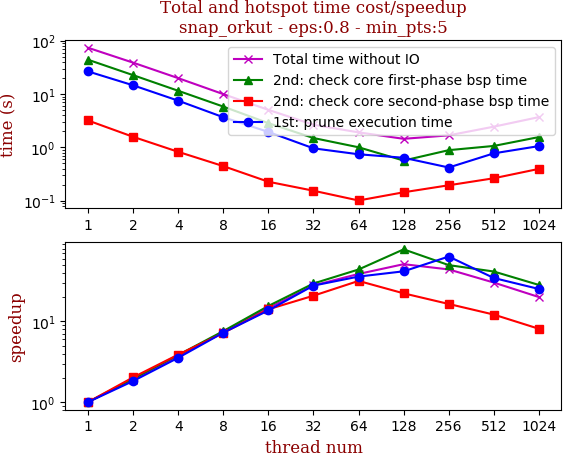 Total and hotspot time cost/speedup
snap_orkut - eps:0.8 - min_pts:5
time (s)
10²
10¹
10⁰
10⁻¹
Total time without IO
2nd: check core first-phase bsp time
2nd: check core second-phase bsp time
1st: prune execution time
1 2 4 8 16 32 64 128 256 512 1024
speedup
10¹
10⁰
1 2 4 8 16 32 64 128 256 512 1024
thread num